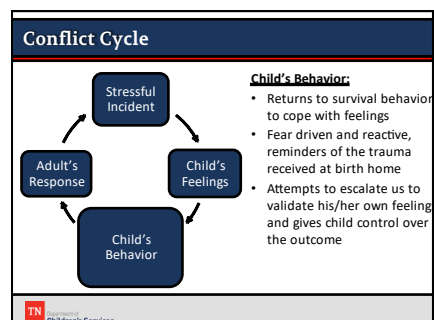 Conflict Cycle
Stressful
Incident
Adult's
Response
Child's
Feelings
Child's
Behavior
Child's Behavior:
• Returns to survival behavior
to cope with feelings
• Fear driven and reactive,
reminders of the trauma
received at birth home
• Attempts to escalate us to
validate his/her own feeling
and gives child control over
the outcome
TN
Department of
Children's Services